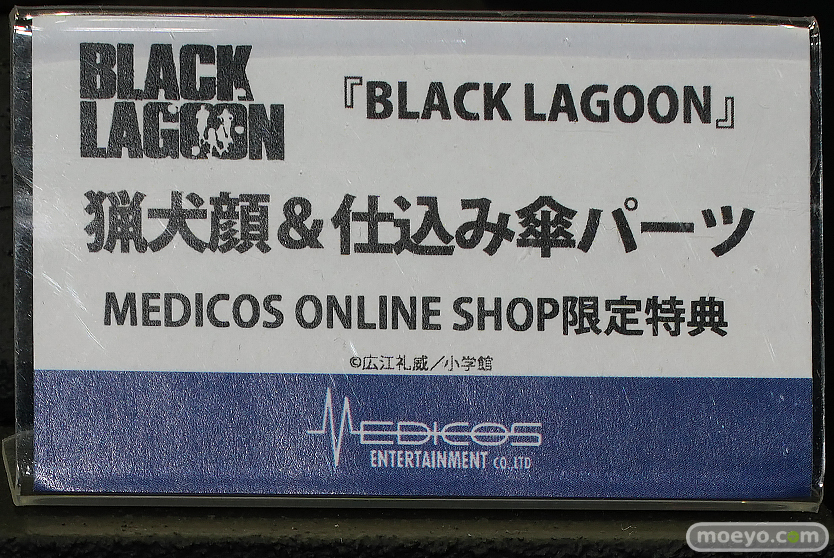 BLACK
LAGOON
『BLACK LAGOON』
猟犬顔＆仕込み傘パーツ
MEDICOS ONLINE SHOP限定特典
©広江礼威／小学館
MEDICOS
ENTERTAINMENT CO.,LTD
moeyo.com